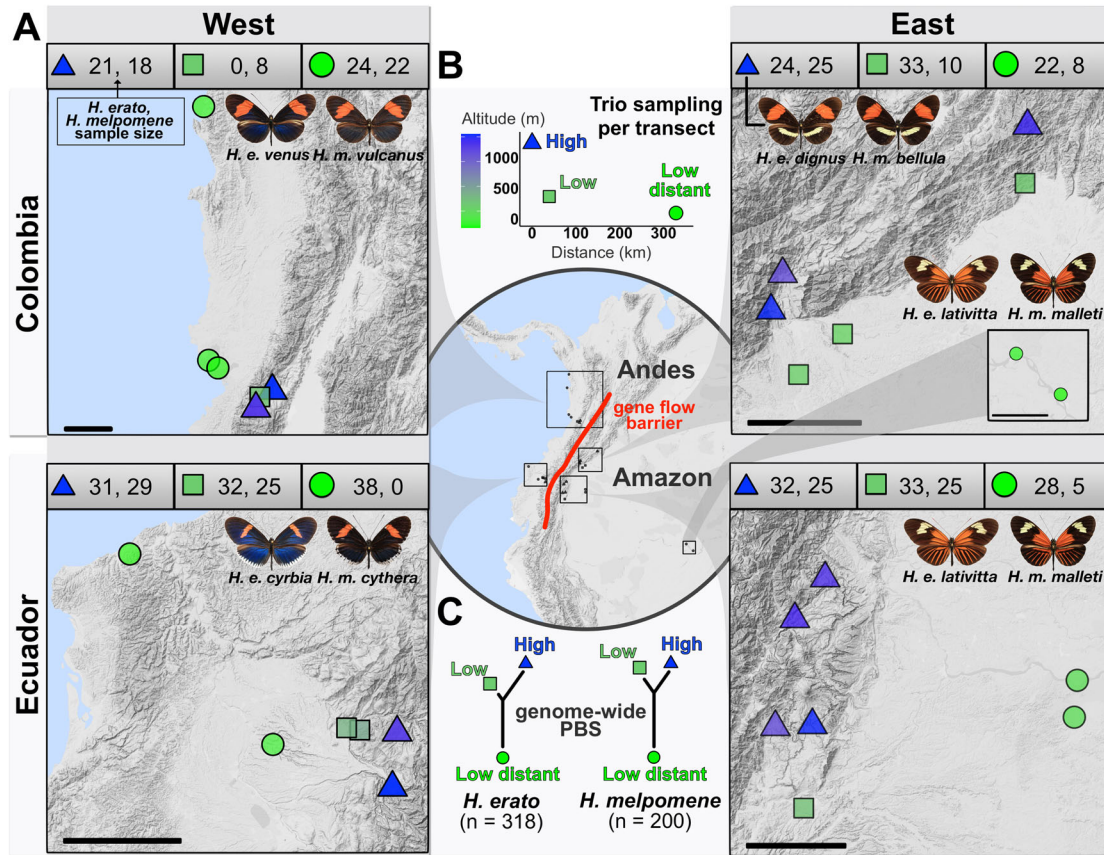 A
West
East
21, 18
0, 8
24, 22
H. erato,
H. melpomene
sample size
H. e. venus
H. m. vulcanus
Colombia
B
Trio sampling
per transect
Altitude (m)
1000
500
0
High
Low
Low
distant
0
100
200
300
Distance (km)
24, 25
33, 10
22, 8
H. e. dignus
H. m. bellula
H. e. lativitta
H. m. malleti
Andes
gene flow
barrier
Amazon
Ecuador
31, 29
32, 25
38, 0
H. e. cyrbia
H. m. cythera
C
High
Low
High
Low
genome-wide
PBS
Low distant
Low distant
H. erato
(n = 318)
H. melpomene
(n = 200)
32, 25
33, 25
28, 5
H. e. lativitta
H. m. malleti